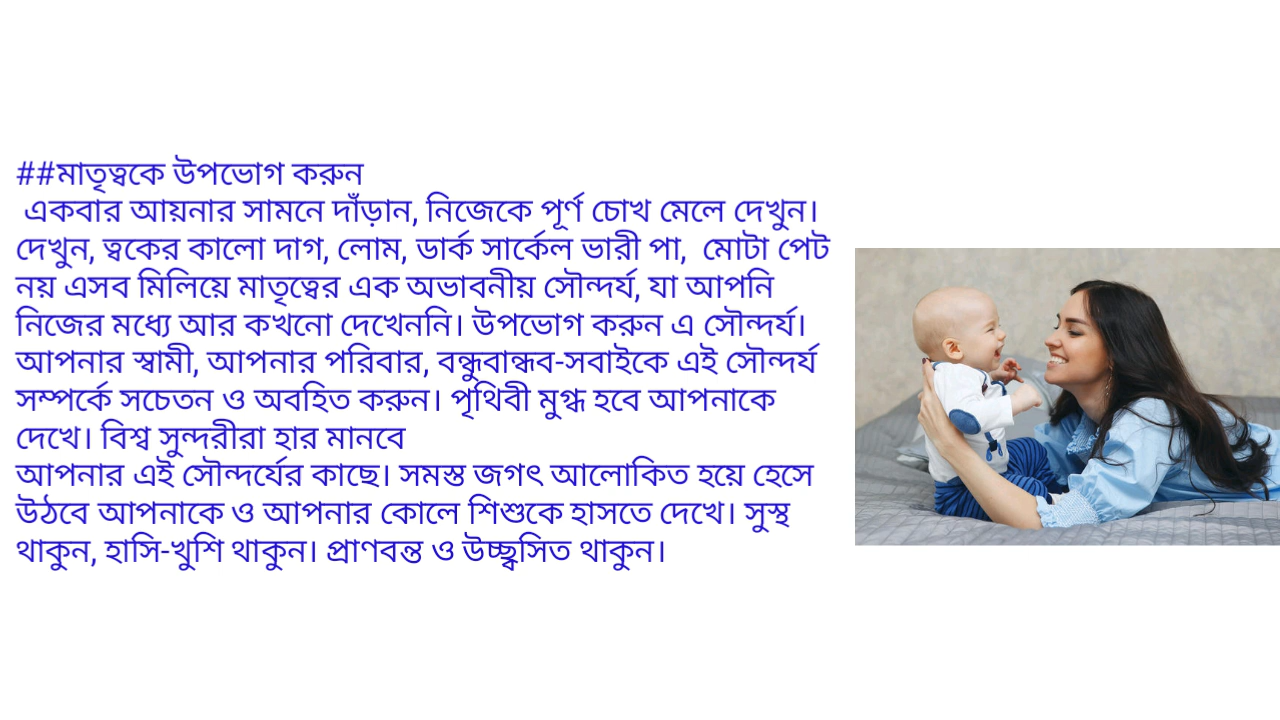 ##মাতৃত্বকে উপভোগ করুন
একবার আয়নার সামনে দাঁড়ান, নিজেকে পূর্ণ চোখ মেলে দেখুন।
দেখুন, ত্বকের কালো দাগ, লোম, ডার্ক সার্কেল ভারী পা,  মোটা পেট
নয় এসব মিলিয়ে মাতৃত্বের এক অভাবনীয় সৌন্দর্য, যা আপনি
নিজের মধ্যে আর কখনো দেখেননি। উপভোগ করুন এ সৌন্দর্য।
আপনার স্বামী, আপনার পরিবার, বন্ধুবান্ধব-সবাইকে এই সৌন্দর্য
সম্পর্কে সচেতন ও অবহিত করুন। পৃথিবী মুগ্ধ হবে আপনাকে
দেখে। বিশ্ব সুন্দরীরা হার মানবে
আপনার এই সৌন্দর্যের কাছে। সমস্ত জগৎ আলোকিত হয়ে হেসে
উঠবে আপনাকে ও আপনার কোলে শিশুকে হাসতে দেখে। সুস্থ
থাকুন, হাসি-খুশি থাকুন। প্রাণবন্ত ও উচ্ছ্বসিত থাকুন।